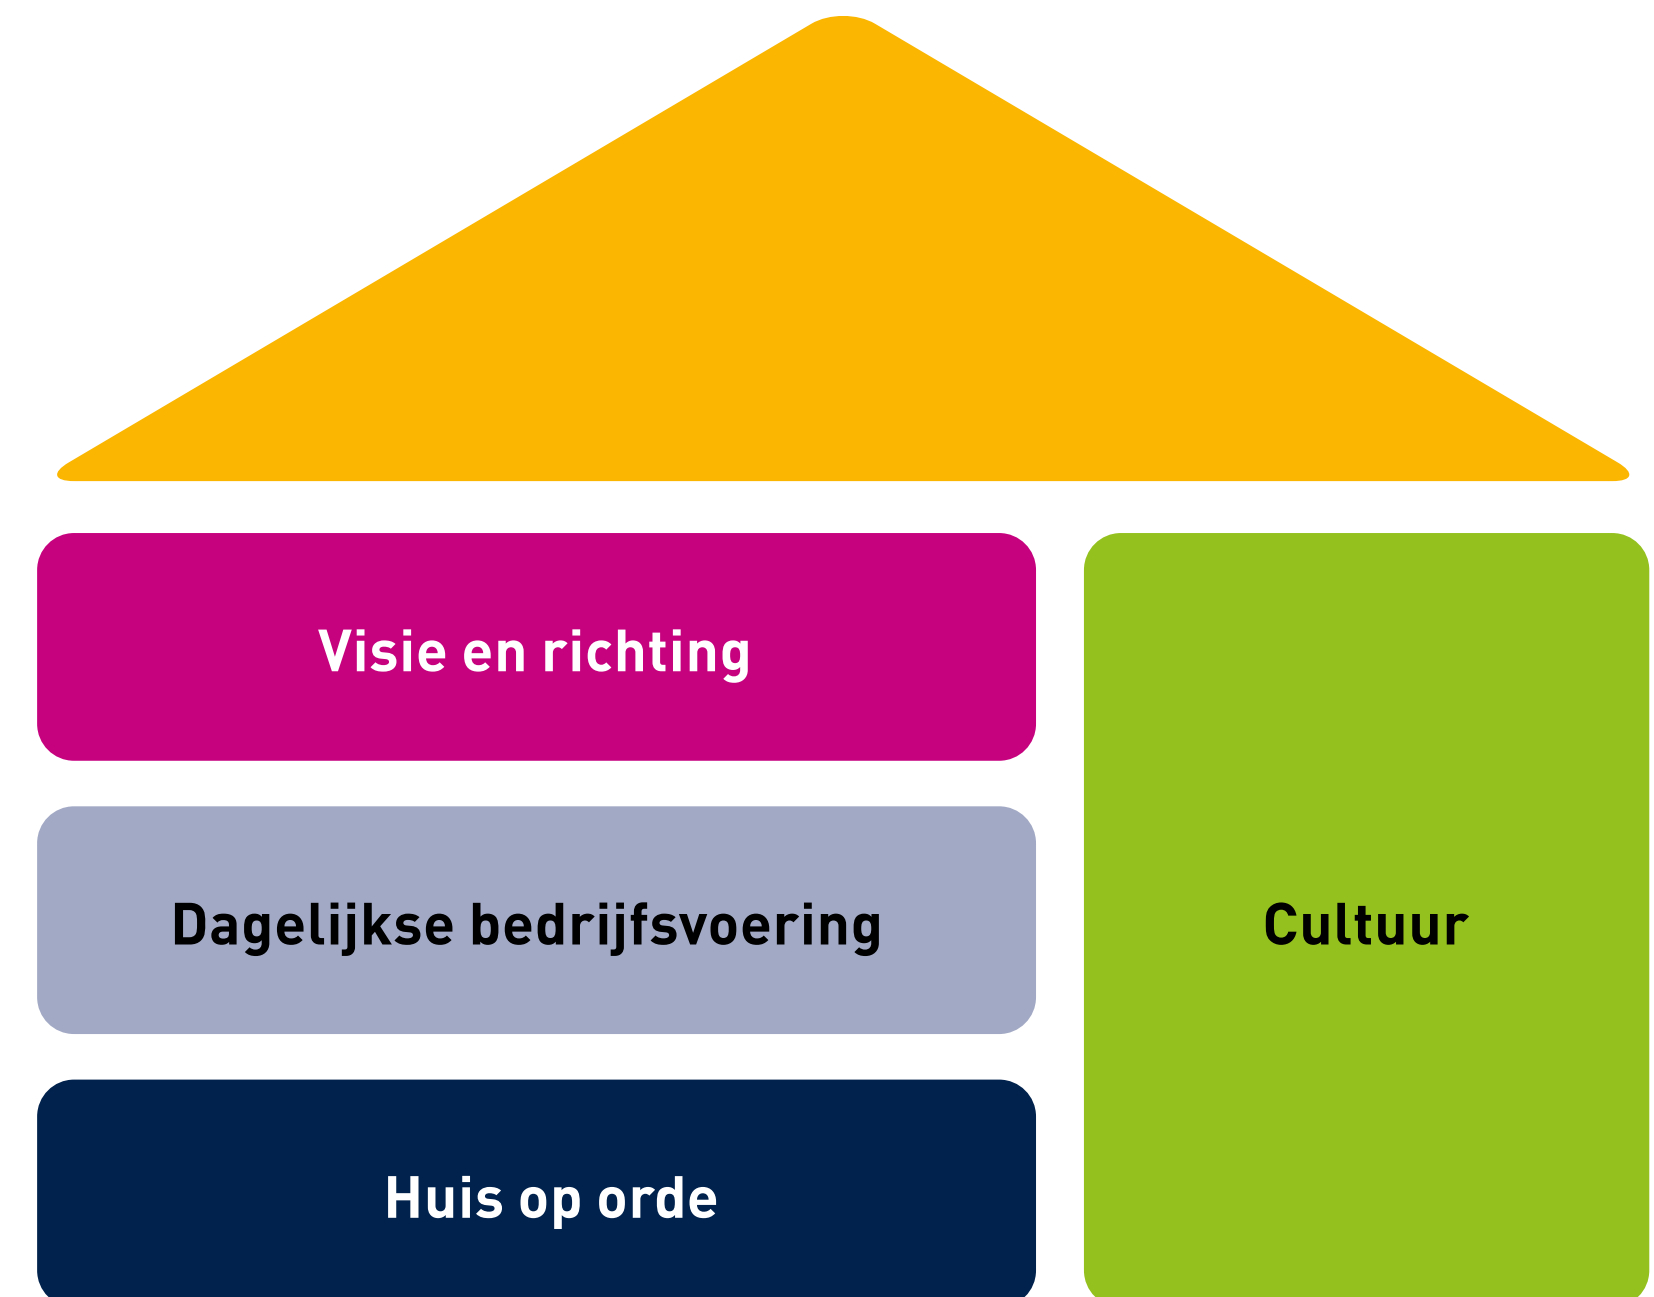 Visie en richting
Dagelijkse bedrijfsvoering
Cultuur
Huis op orde